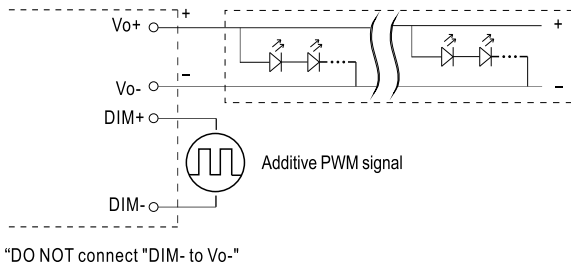 Vo+ + +
Vo- − −
DIM+
Additive PWM signal
DIM-
“DO NOT connect "DIM- to Vo-"